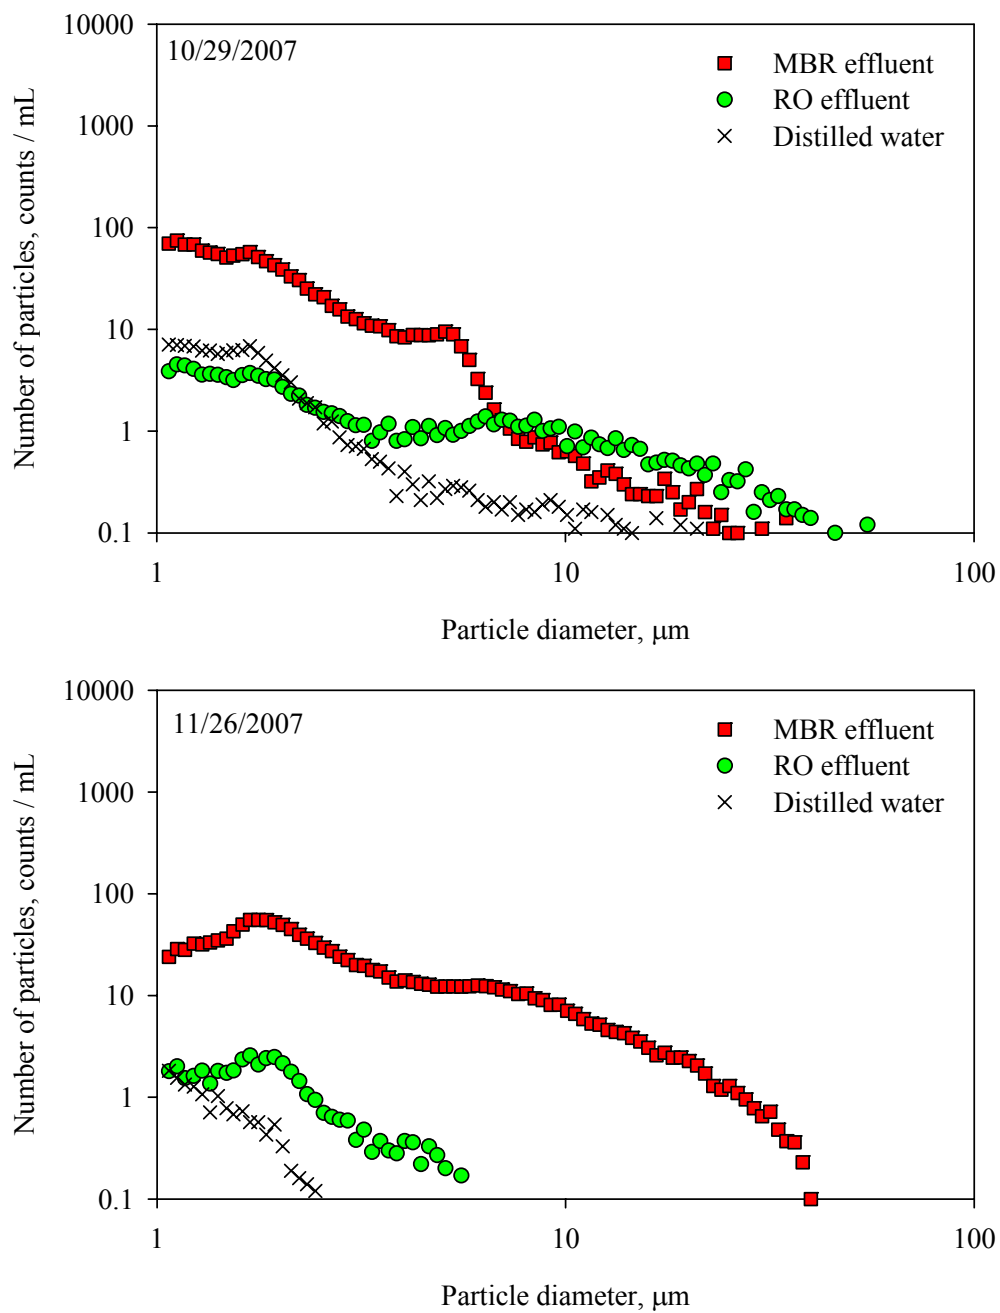 10000
10/29/2007
MBR effluent
RO effluent
Distilled water
1000
100
10
1
0.1
Number of particles, counts / mL
1
10
100
Particle diameter, μm
10000
11/26/2007
MBR effluent
RO effluent
Distilled water
1000
100
10
1
0.1
Number of particles, counts / mL
1
10
100
Particle diameter, μm